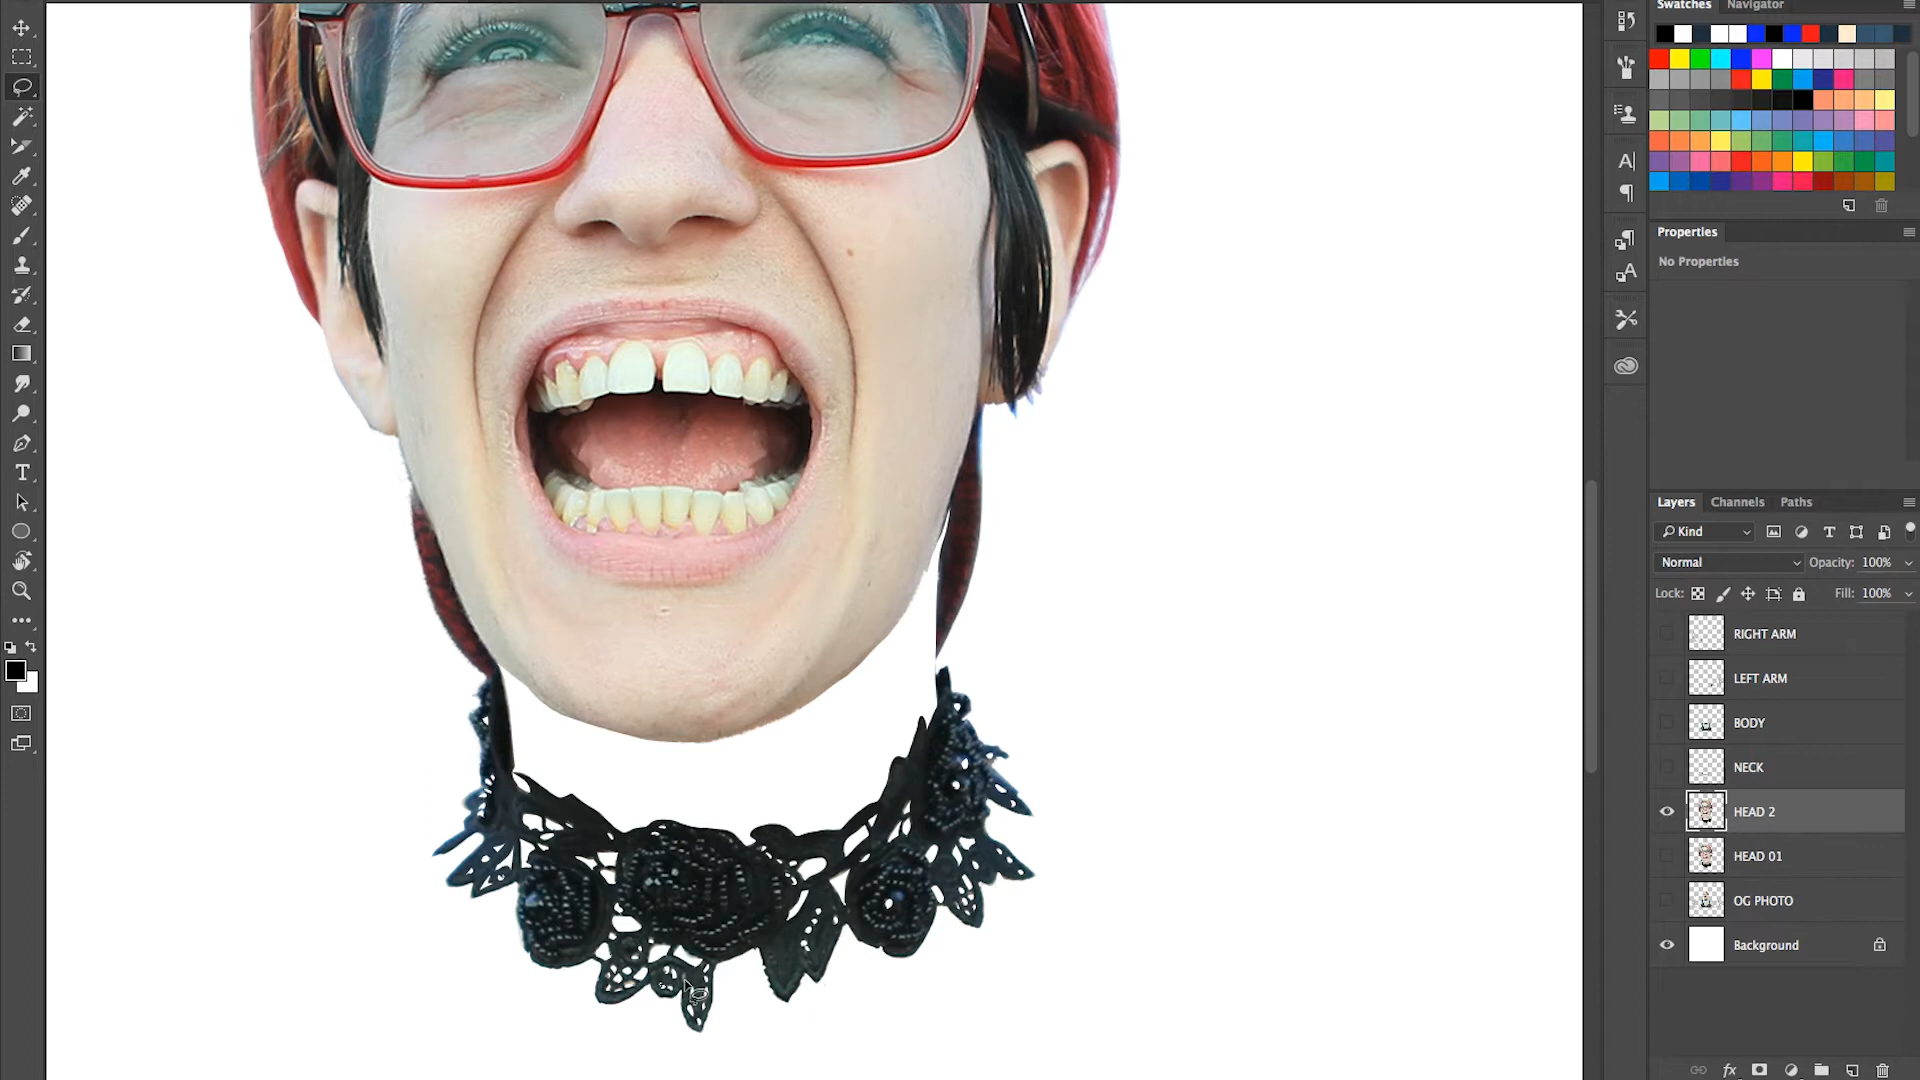 Swatches
Navigator
Properties
No Properties
Layers
Channels
Paths
Kind
Normal
Opacity: 100%
Lock:
Fill: 100%
RIGHT ARM
LEFT ARM
BODY
NECK
HEAD 2
HEAD 01
OG PHOTO
Background
fx